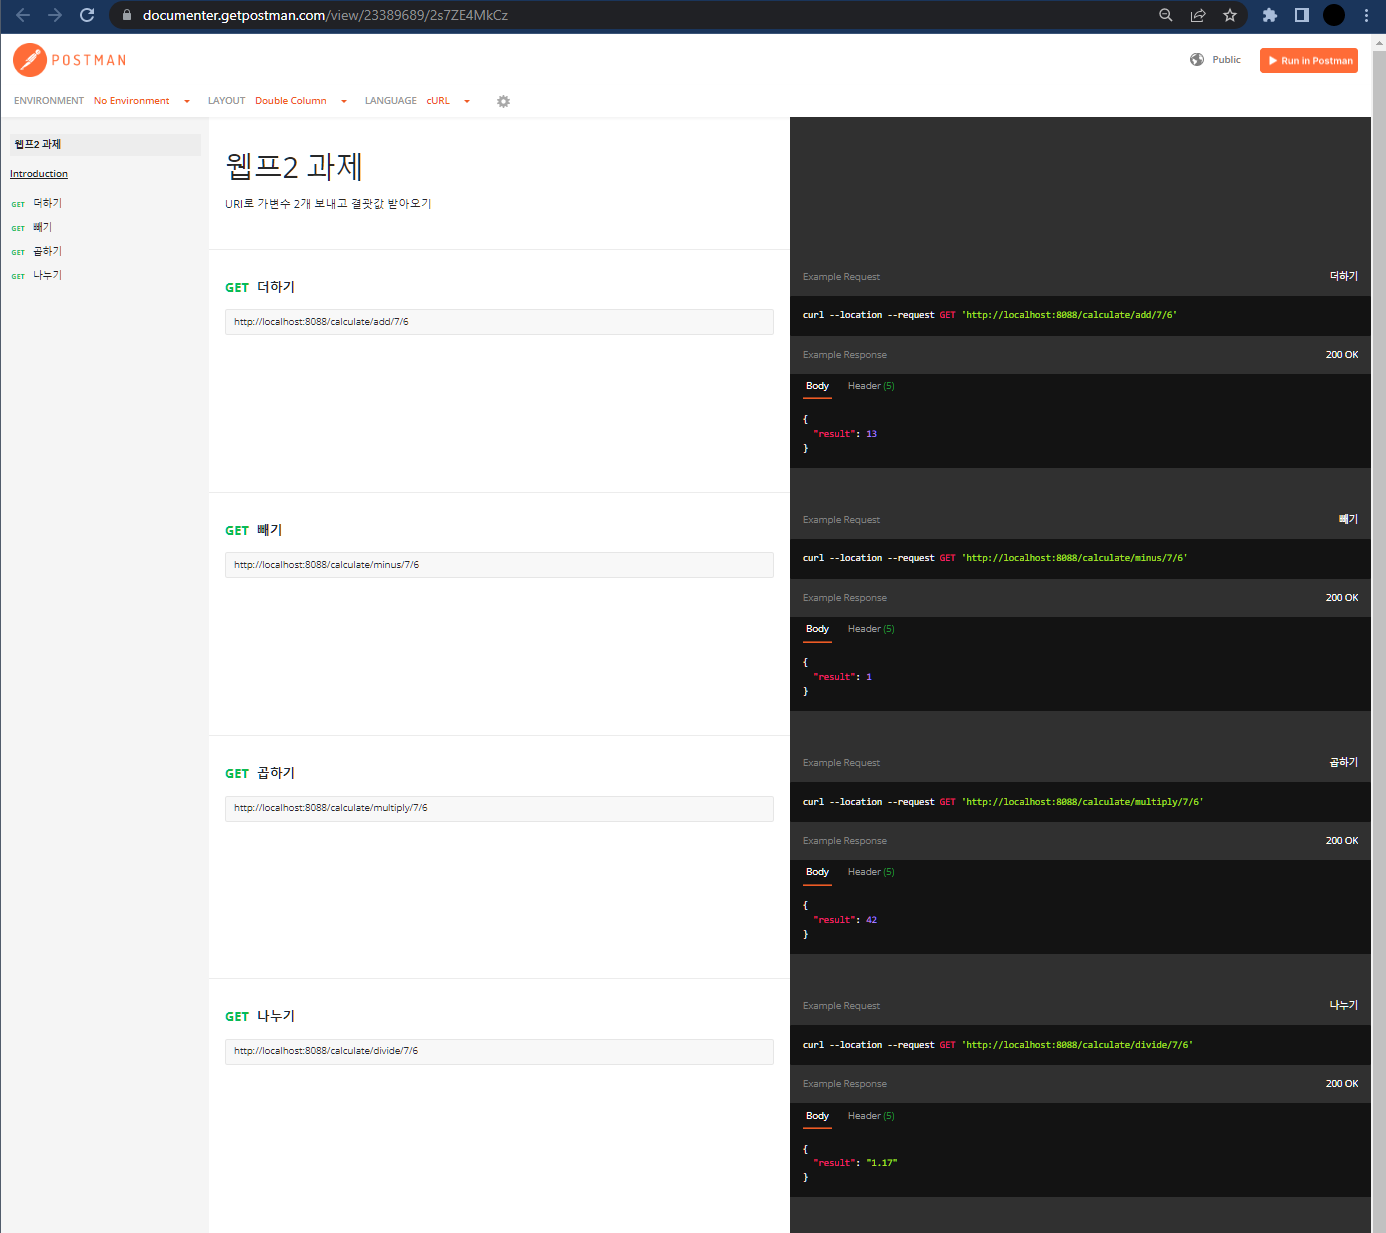 documenter.getpostman.com/view/23389689/2s7ZE4MkCz
POSTMAN
Public
Run in Postman
ENVIRONMENT No Environment LAYOUT Double Column LANGUAGE cURL
웹프2 과제
Introduction
GET 더하기
GET 빼기
GET 곱하기
GET 나누기
웹프2 과제
URI로 가변수 2개 보내고 결괏값 받아오기
GET 더하기
http://localhost:8088/calculate/add/7/6
Example Request 더하기
curl --location --request GET 'http://localhost:8088/calculate/add/7/6'
Example Response 200 OK
Body Header (5)
{
"result": 13
}
GET 빼기
http://localhost:8088/calculate/minus/7/6
Example Request 빼기
curl --location --request GET 'http://localhost:8088/calculate/minus/7/6'
Example Response 200 OK
Body Header (5)
{
"result": 1
}
GET 곱하기
http://localhost:8088/calculate/multiply/7/6
Example Request 곱하기
curl --location --request GET 'http://localhost:8088/calculate/multiply/7/6'
Example Response 200 OK
Body Header (5)
{
"result": 42
}
GET 나누기
http://localhost:8088/calculate/divide/7/6
Example Request 나누기
curl --location --request GET 'http://localhost:8088/calculate/divide/7/6'
Example Response 200 OK
Body Header (5)
{
"result": "1.17"
}